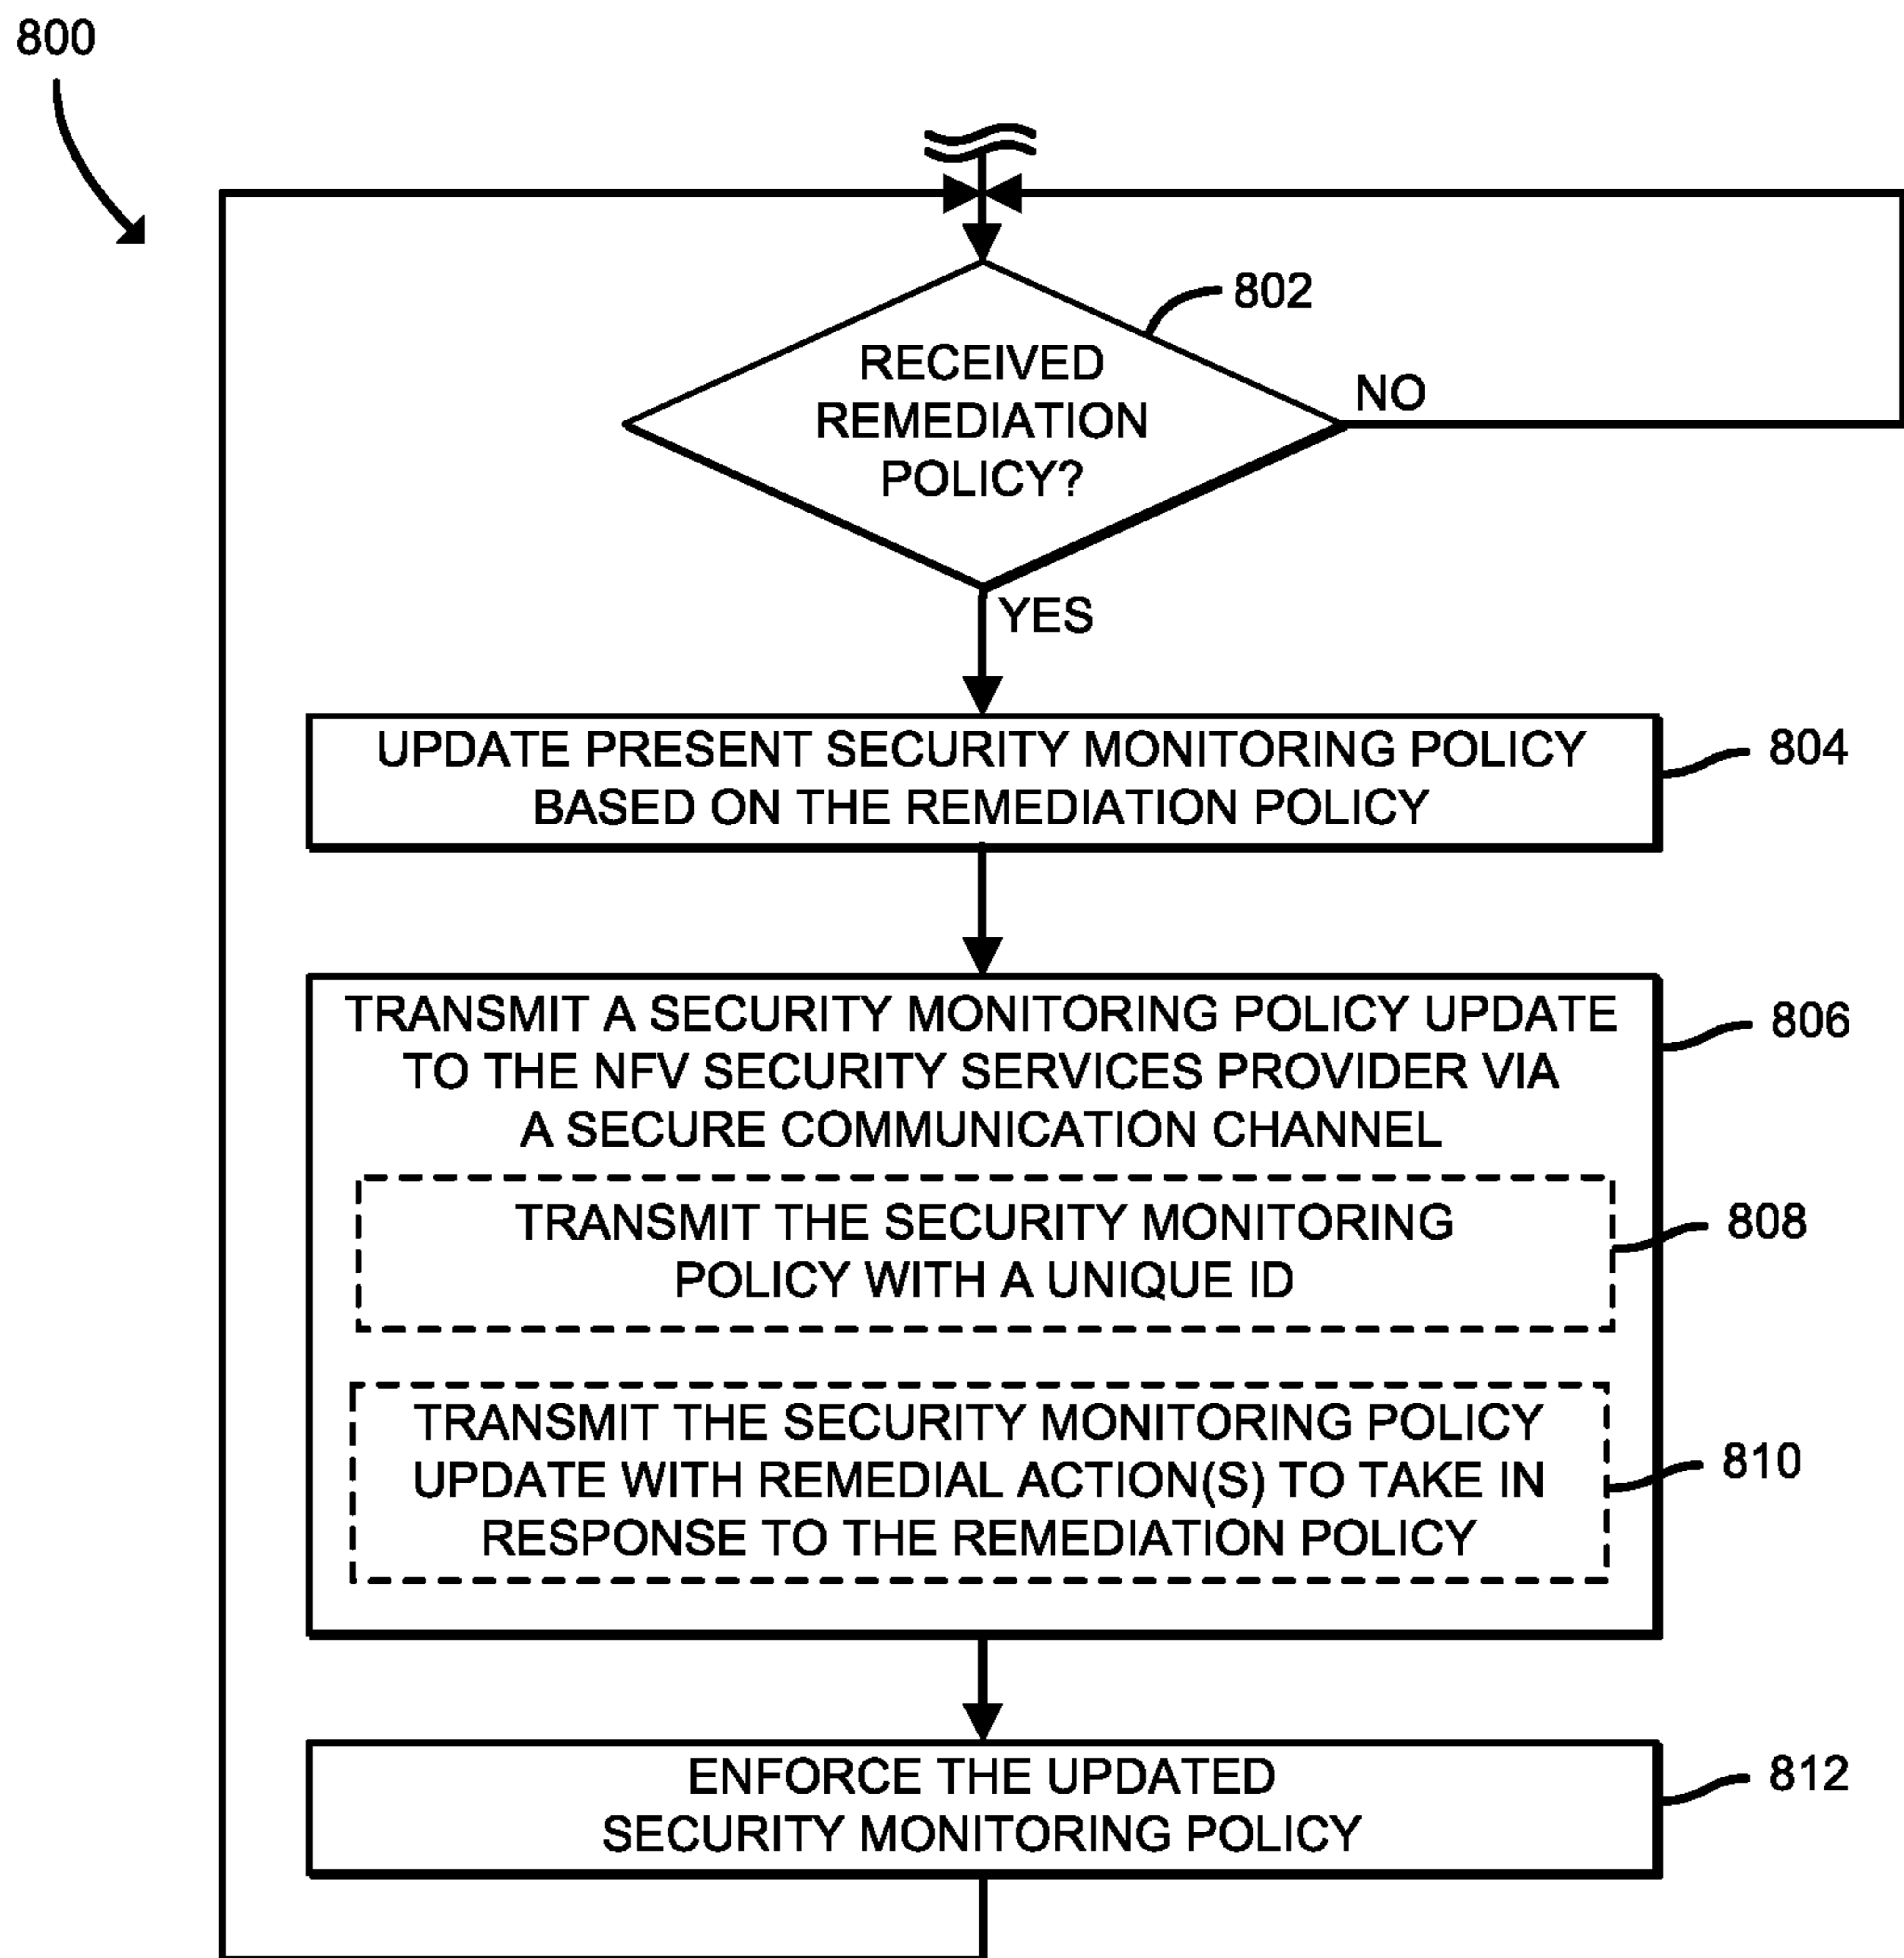 800
802
RECEIVED
REMEDIATION
POLICY?
NO
YES
UPDATE PRESENT SECURITY MONITORING POLICY
BASED ON THE REMEDIATION POLICY
804
TRANSMIT A SECURITY MONITORING POLICY UPDATE
TO THE NFV SECURITY SERVICES PROVIDER VIA
A SECURE COMMUNICATION CHANNEL
806
TRANSMIT THE SECURITY MONITORING
POLICY WITH A UNIQUE ID
808
TRANSMIT THE SECURITY MONITORING POLICY
UPDATE WITH REMEDIAL ACTION(S) TO TAKE IN
RESPONSE TO THE REMEDIATION POLICY
810
ENFORCE THE UPDATED
SECURITY MONITORING POLICY
812